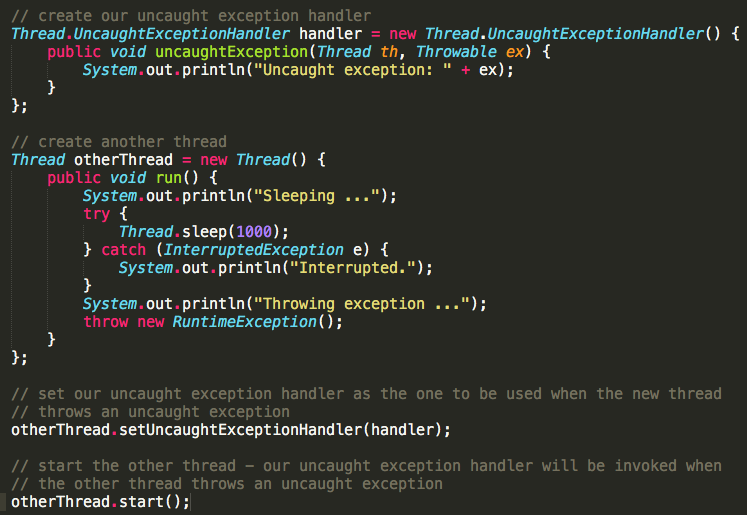 // create our uncaught exception handler
Thread.UncaughtExceptionHandler handler = new Thread.UncaughtExceptionHandler() {
    public void uncaughtException(Thread th, Throwable ex) {
        System.out.println("Uncaught exception: " + ex);
    }
};

// create another thread
Thread otherThread = new Thread() {
    public void run() {
        System.out.println("Sleeping ...");
        try {
            Thread.sleep(1000);
        } catch (InterruptedException e) {
            System.out.println("Interrupted.");
        }
        System.out.println("Throwing exception ...");
        throw new RuntimeException();
    }
};

// set our uncaught exception handler as the one to be used when the new thread
// throws an uncaught exception
otherThread.setUncaughtExceptionHandler(handler);

// start the other thread – our uncaught exception handler will be invoked when
// the other thread throws an uncaught exception
otherThread.start();